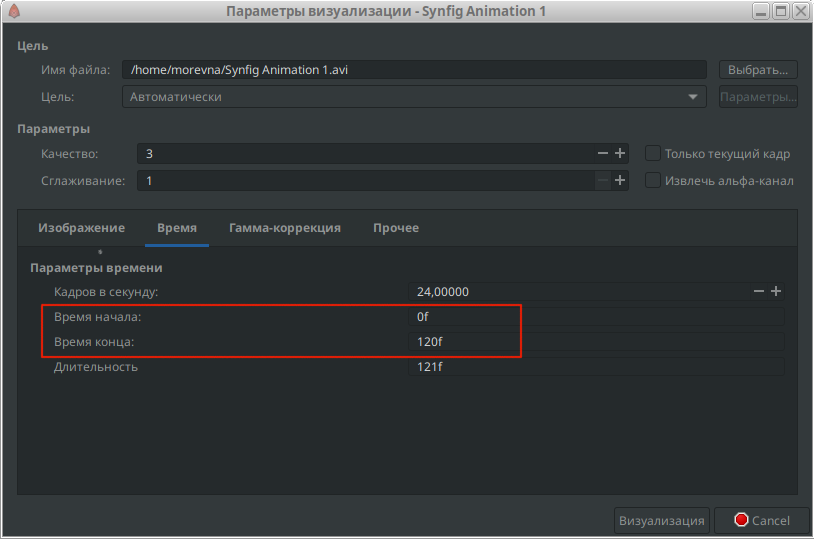 Параметры визуализации - Synfig Animation 1
Цель
Имя файла: /home/morevna/Synfig Animation 1.avi Выбрать...
Цель: Автоматически Параметры...
Параметры
Качество: 3 Только текущий кадр
Сглаживание: 1 Извлечь альфа-канал
Изображение Время Гамма-коррекция Прочее
Параметры времени
Кадров в секунду: 24,00000
Время начала: 0f
Время конца: 120f
Длительность 121f
Визуализация Cancel